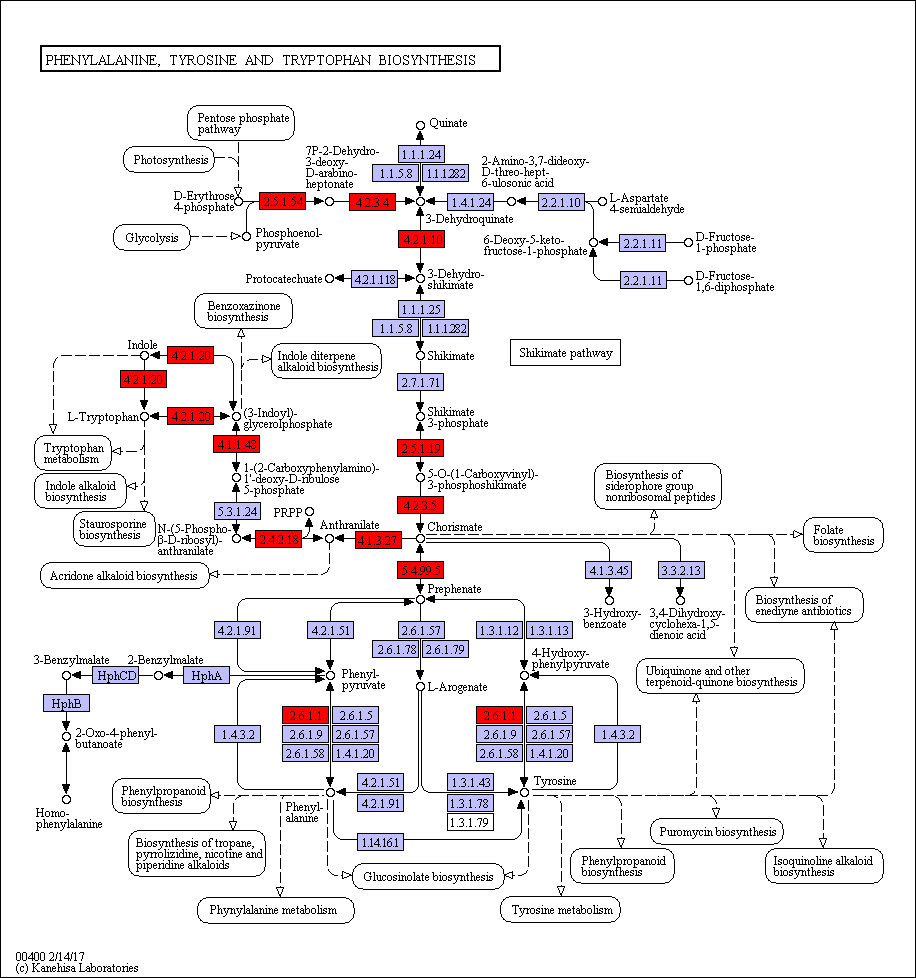 PHENYLALANINE, TYROSINE AND TRYPTOPHAN BIOSYNTHESIS
Pentose phosphate
pathway
Photosynthesis
D-Erythrose
4-phosphate
Glycolysis
Phosphoenol-
pyruvate
2.5.1.54
7P-2-Dehydro-
3-deoxy-
D-arabino-
heptonate
4.2.3.4
Quinate
1.1.1.24
1.1.5.8
1.1.1.282
2-Amino-3,7-dideoxy-
D-threo-hept-
6-ulosonic acid
1.4.1.24
2.2.1.10
L-Aspartate
4-semialdehyde
3-Dehydroquinate
4.2.1.10
6-Deoxy-5-keto-
fructose-1-phosphate
2.2.1.11
D-Fructose-
1-phosphate
2.2.1.11
D-Fructose-
1,6-diphosphate
Protocatechuate
4.2.1.118
3-Dehydro-
shikimate
1.1.1.25
1.1.5.8
1.1.1.282
Benzoxazinone
biosynthesis
Indole diterpene
alkaloid biosynthesis
Shikimate
Shikimate pathway
2.7.1.71
Shikimate
3-phosphate
2.5.1.19
5-O-(1-Carboxyvinyl)-
3-phosphoshikimate
4.2.3.5
Chorismate
Indole
4.2.1.20
4.2.1.20
L-Tryptophan
4.2.1.20
(3-Indoyl)-
glycerolphosphate
4.1.1.48
Tryptophan
metabolism
Indole alkaloid
biosynthesis
Staurosporine
biosynthesis
1-(2-Carboxyphenylamino)-
1'-deoxy-D-ribulose
5-phosphate
5.3.1.24
PRPP
N-(5-Phospho-
β-D-ribosyl)-
anthranilate
2.4.2.18
Anthranilate
4.1.3.27
Acridone alkaloid biosynthesis
Biosynthesis of
siderophore group
nonribosomal peptides
Folate
biosynthesis
5.4.99.5
Prephenate
4.1.3.45
3.3.2.13
3-Hydroxy-
benzoate
3,4-Dihydroxy-
cyclohexa-1,5-
dienoic acid
Biosynthesis of
enediyne antibiotics
4.2.1.91
4.2.1.51
2.6.1.57
2.6.1.78
2.6.1.79
1.3.1.12
1.3.1.13
3-Benzylmalate
2-Benzylmalate
HphCD
HphA
HphB
Phenyl-
pyruvate
L-Arogenate
4-Hydroxy-
phenylpyruvate
Ubiquinone and other
terpenoid-quinone biosynthesis
2-Oxo-4-phenyl-
butanoate
1.4.3.2
2.6.1.1
2.6.1.5
2.6.1.9
2.6.1.57
2.6.1.58
1.4.1.20
2.6.1.1
2.6.1.5
2.6.1.9
2.6.1.57
2.6.1.58
1.4.1.20
1.4.3.2
Homo-
phenylalanine
Phenylpropanoid
biosynthesis
Phenyl-
alanine
4.2.1.51
4.2.1.91
1.3.1.43
1.3.1.78
1.3.1.79
Tyrosine
1.14.16.1
Biosynthesis of tropane,
pyrrolizidine, nicotine and
piperidine alkaloids
Glucosinolate biosynthesis
Phenylpropanoid
biosynthesis
Puromycin biosynthesis
Isoquinoline alkaloid
biosynthesis
Phynylalanine metabolism
Tyrosine metabolism
00400 2/14/17
(c) Kanehisa Laboratories